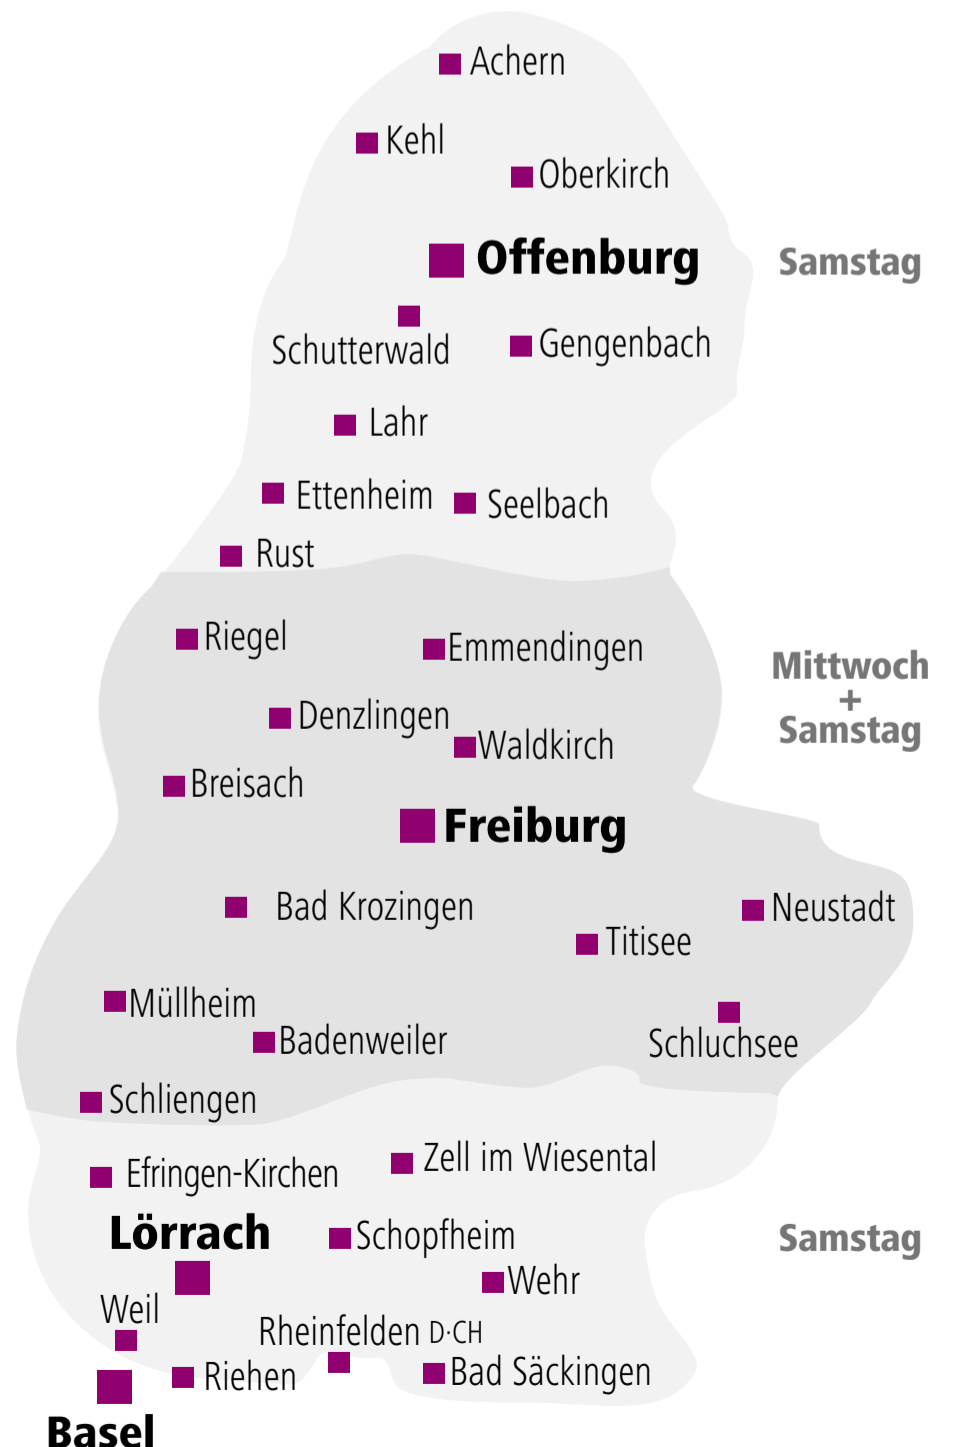 Achern
Kehl
Oberkirch
Offenburg
Samstag
Schutterwald
Gengenbach
Lahr
Ettenheim
Seelbach
Rust
Riegel
Emmendingen
Mittwoch
+
Samstag
Denzlingen
Waldkirch
Breisach
Freiburg
Bad Krozingen
Neustadt
Titisee
Müllheim
Badenweiler
Schluchsee
Schliengen
Zell im Wiesental
Efringen-Kirchen
Lörrach
Schopfheim
Samstag
Wehr
Weil
Rheinfelden D·CH
Riehen
Bad Säckingen
Basel